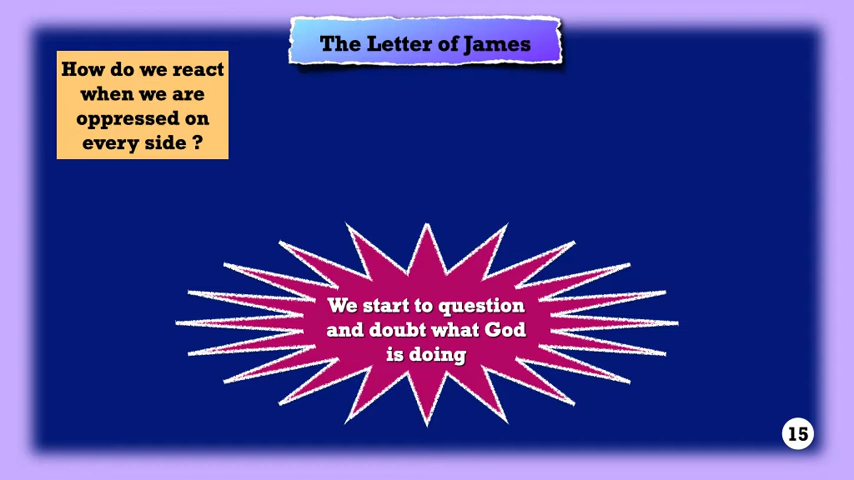 The Letter of James
How do we react
when we are
oppressed on
every side ?
We start to question
and doubt what God
is doing
15